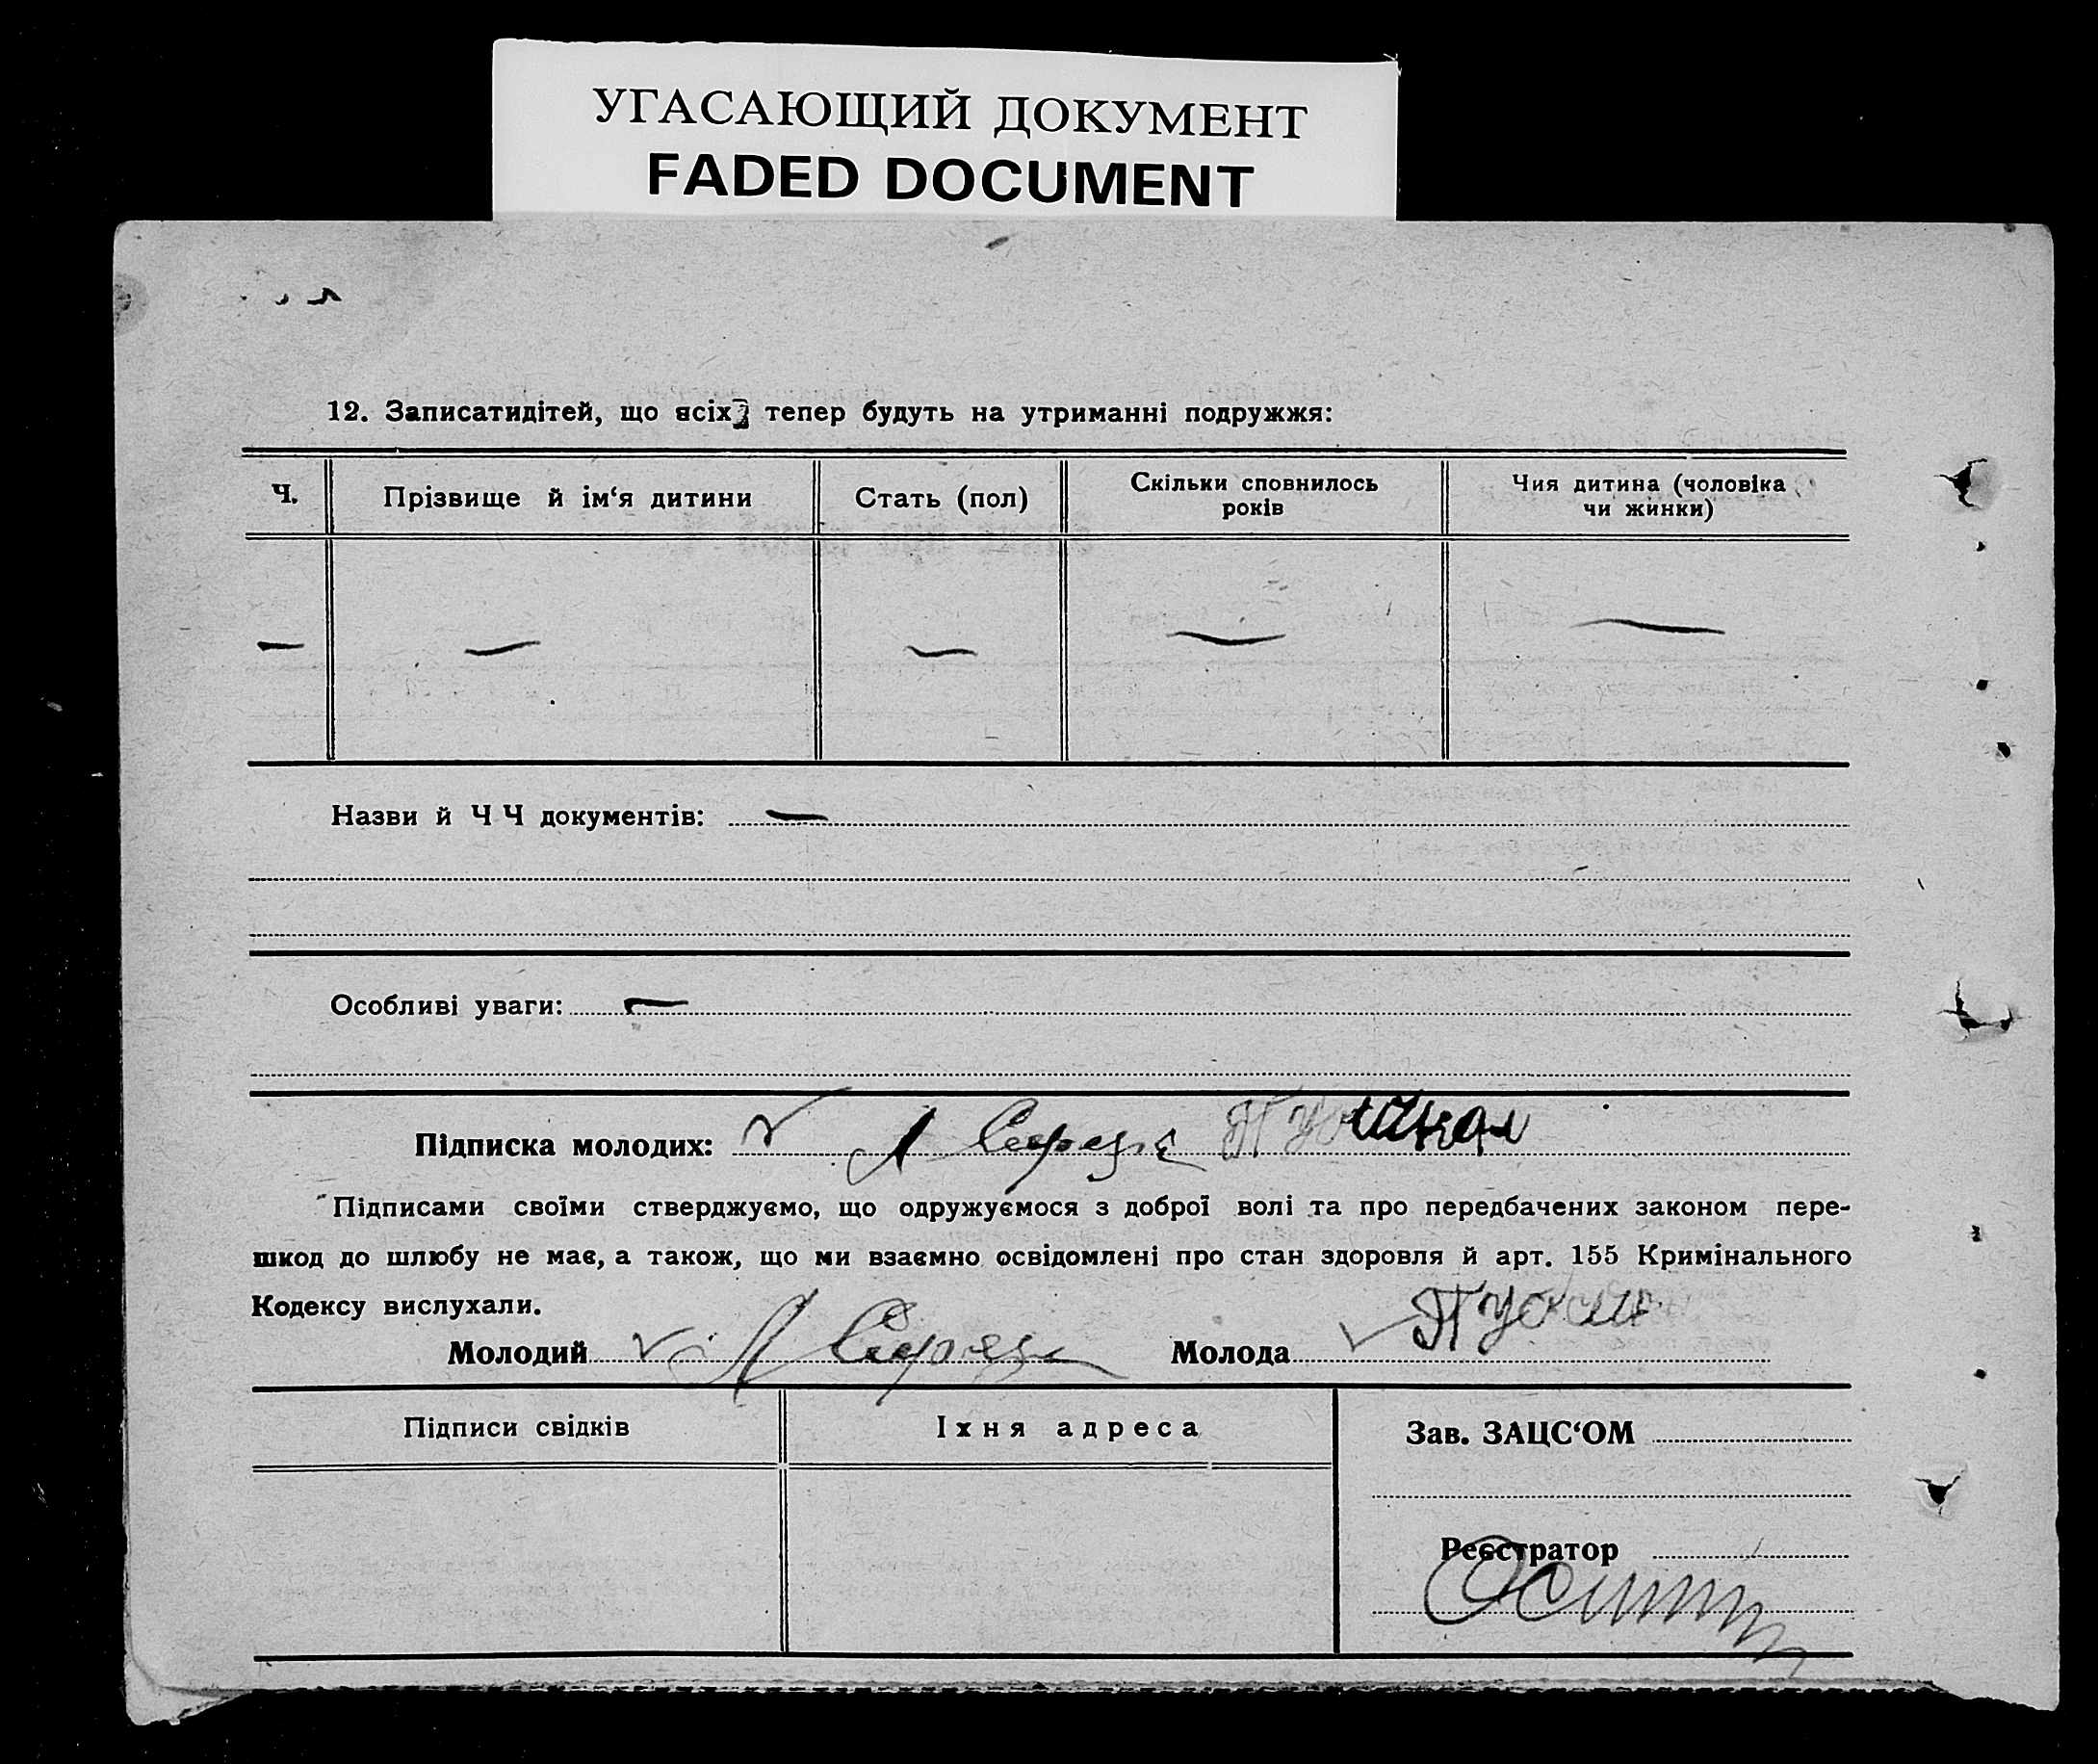 УГАСАЮЩИЙ ДОКУМЕНТ
FADED DOCUMENT
12. Записатидітей, що всіх тепер будуть на утриманні подружжя:
Ч.
Прізвище й ім‘я дитини
Стать (пол)
Скільки сповнилось
років
Чия дитина (чоловіка
чи жинки)
— — — — —
Назви й Ч Ч документів: —
Особливі уваги: —
Підписка молодих:
Підписами своїми стверджуємо, що одружуємося з доброї волі та про передбачених законом пере-
шкод до шлюбу не має, а також, що ми взаємно освідомлені про стан здоровля й арт. 155 Кримінального
Кодексу вислухали.
Молодий Молода
Підписи свідків
Іхня адреса
Зав. ЗАЦС‘ОМ
Реєстратор